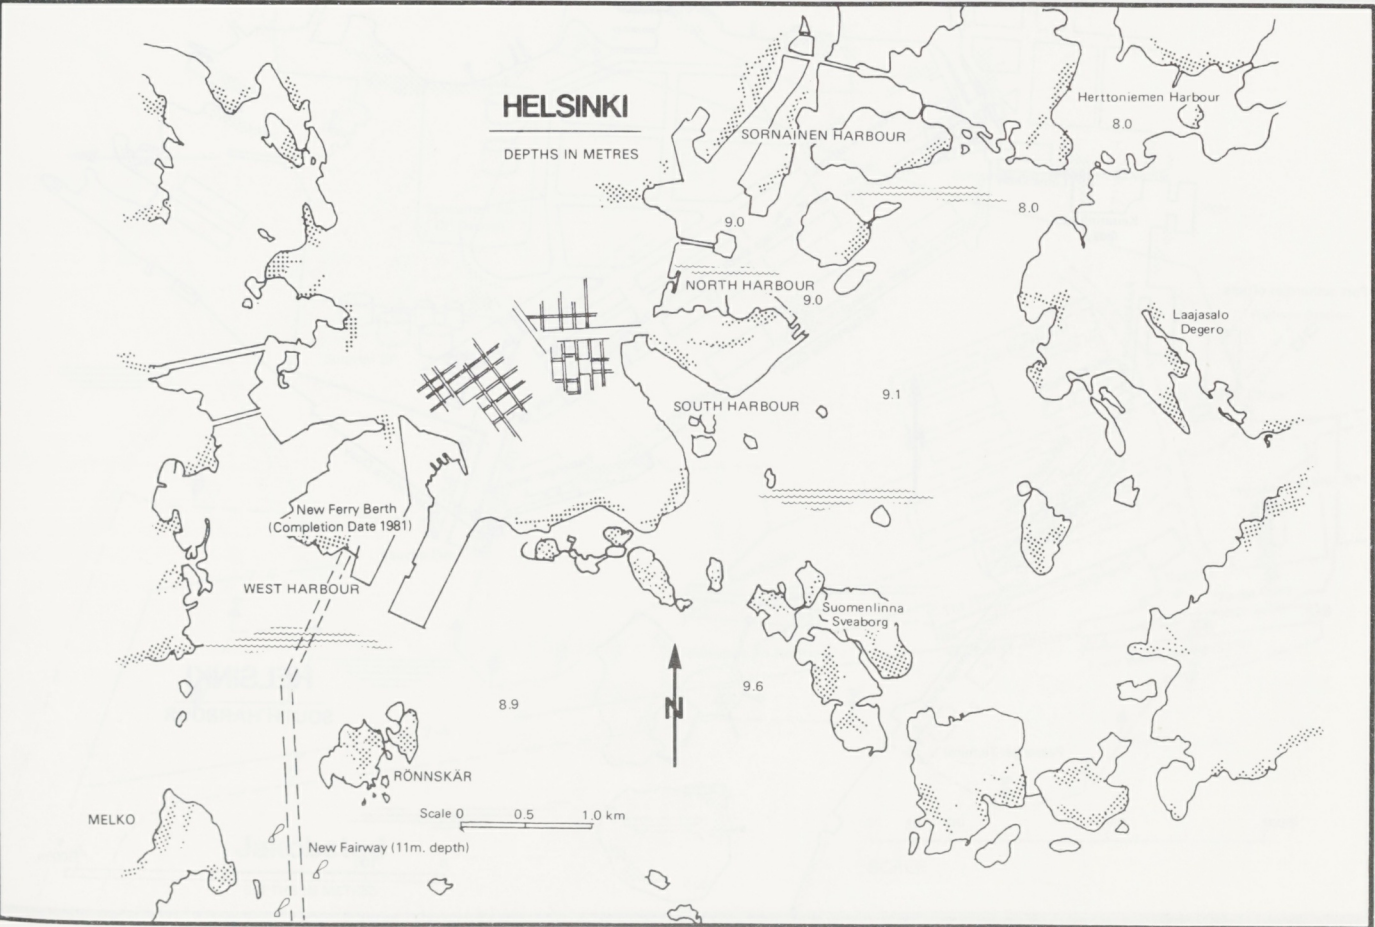 HELSINKI
DEPTHS IN METRES
SORNAINEN HARBOUR
Herttoniemen Harbour
8.0
8.0
9.0
NORTH HARBOUR
9.0
Laajasalo
Degero
9.1
SOUTH HARBOUR
New Ferry Berth
(Completion Date 1981)
WEST HARBOUR
Suomenlinna
Sveaborg
9.6
N
8.9
RÖNNSKÄR
MELKO
Scale 0 0.5 1.0 km
New Fairway (11m. depth)